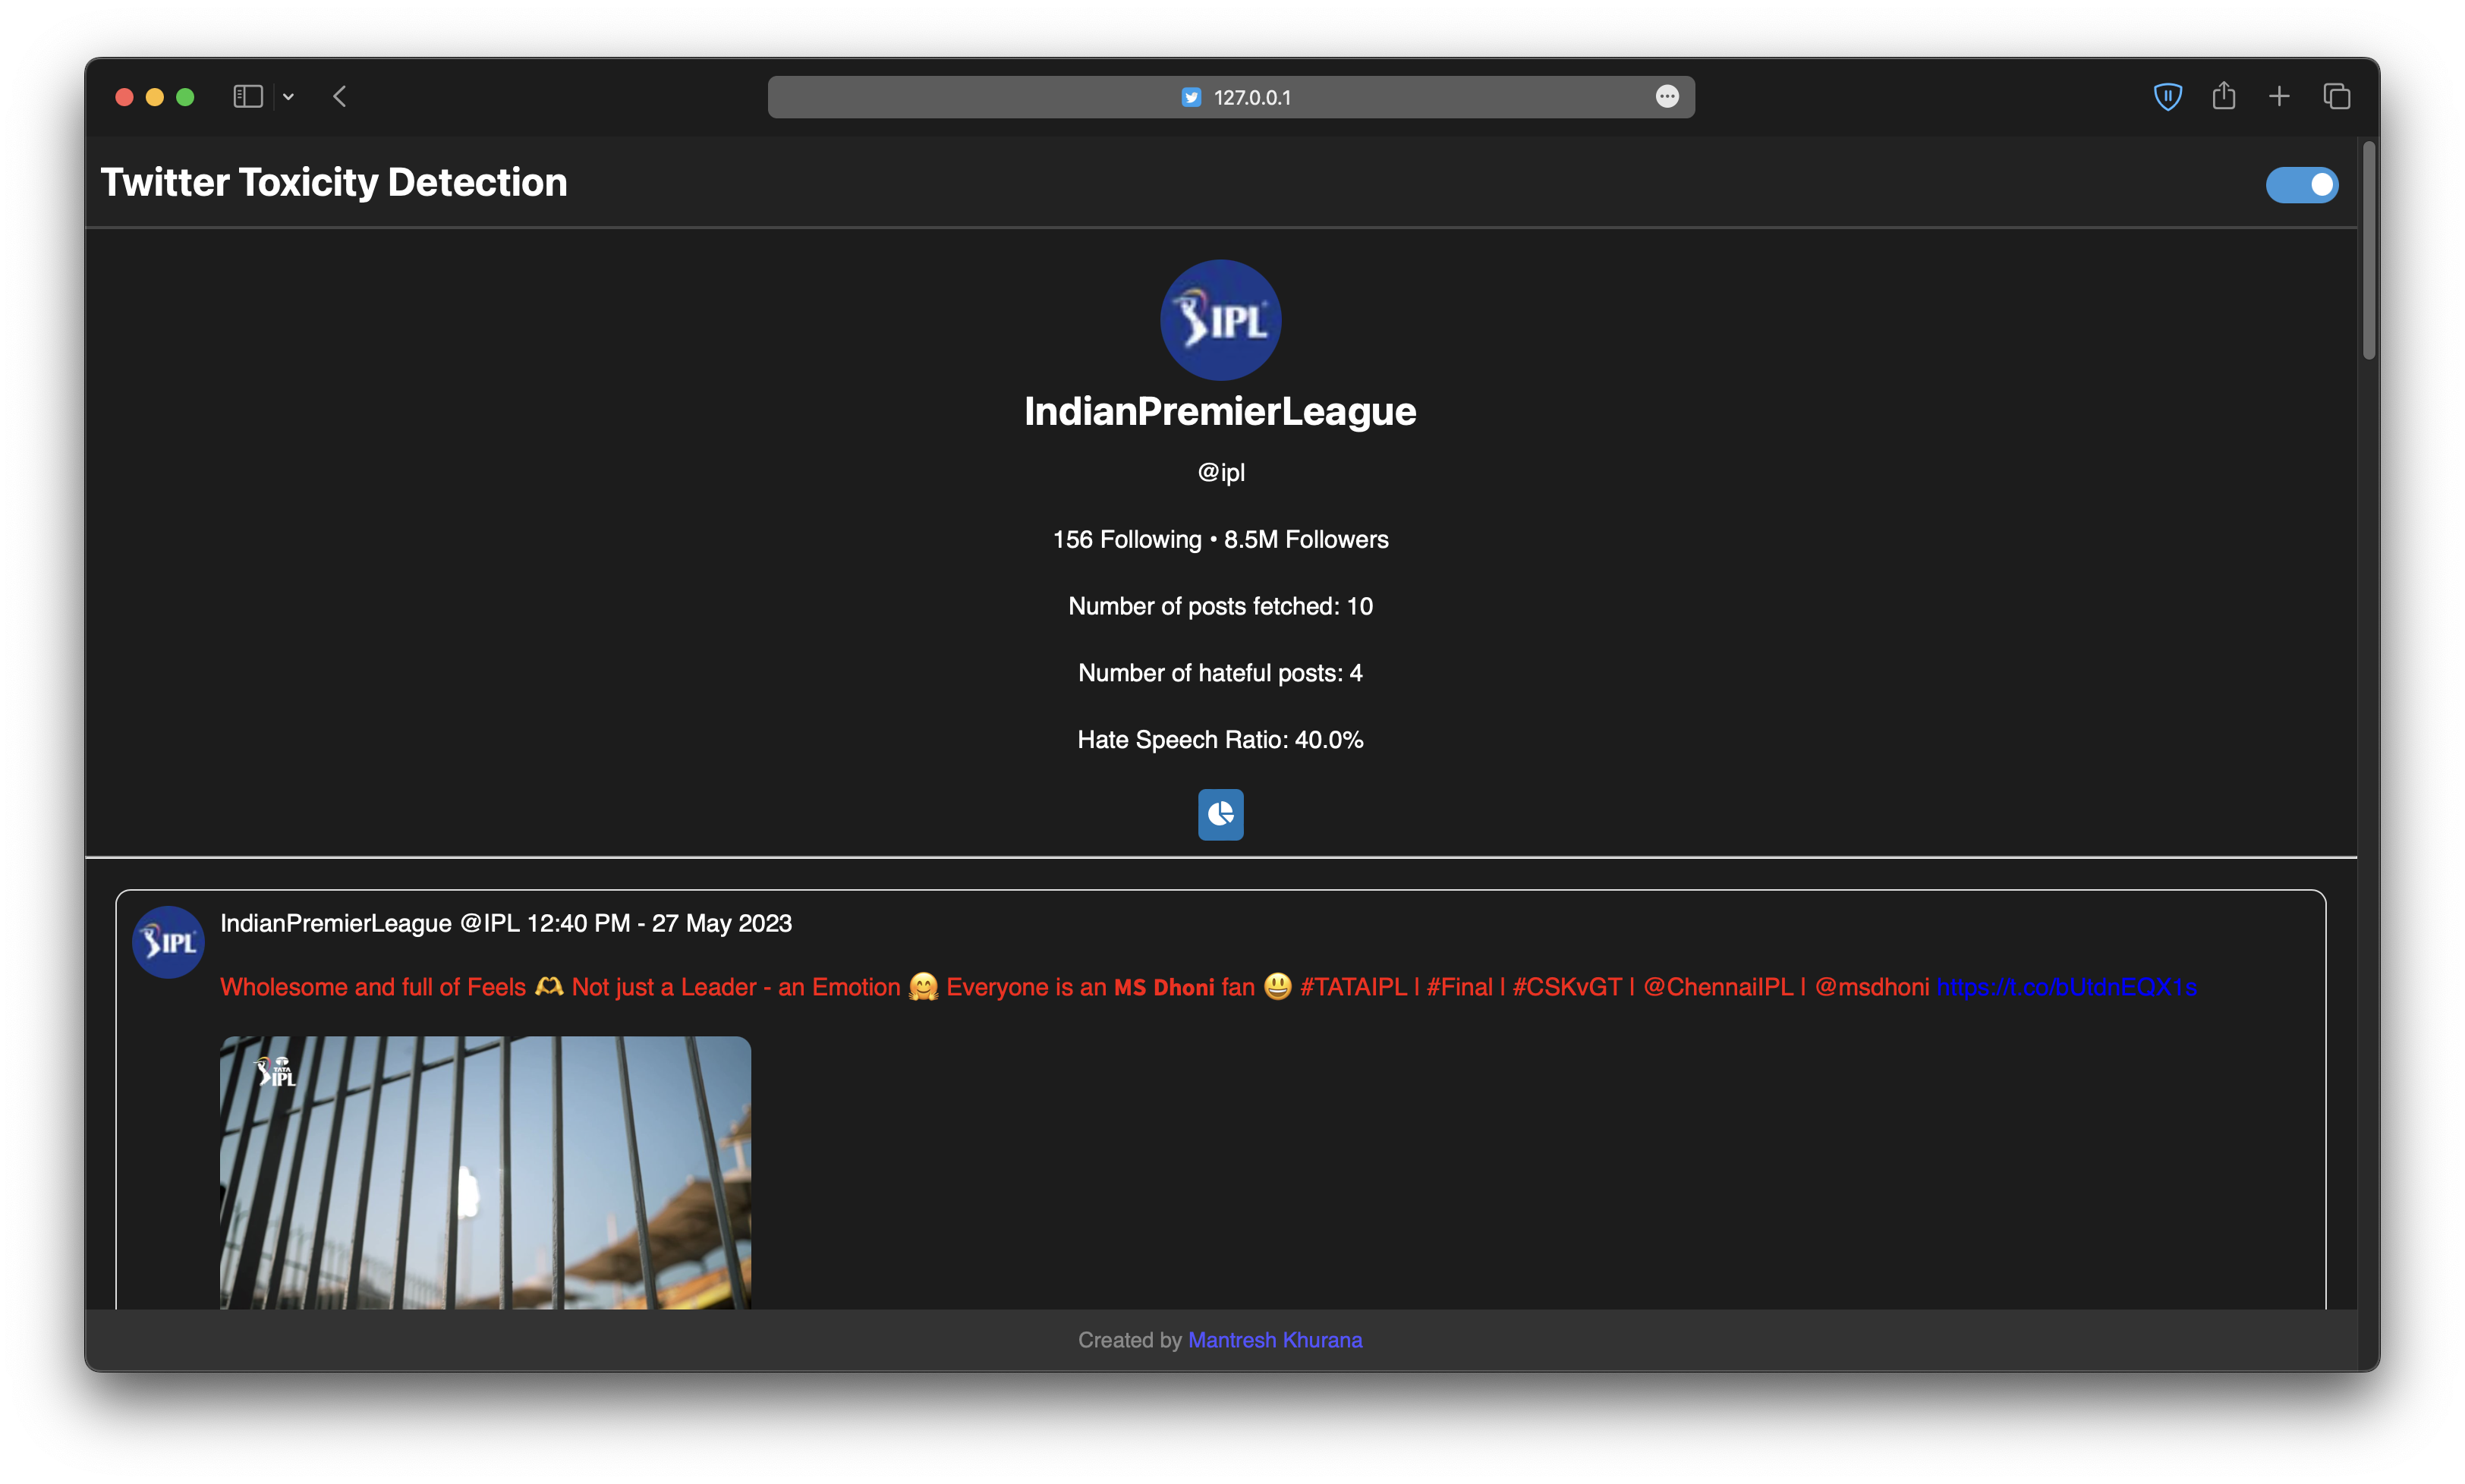 127.0.0.1
Twitter Toxicity Detection
IPL
IndianPremierLeague
@ipl
156 Following • 8.5M Followers
Number of posts fetched: 10
Number of hateful posts: 4
Hate Speech Ratio: 40.0%
IPL
IndianPremierLeague @IPL 12:40 PM - 27 May 2023
Wholesome and full of Feels 🫶 Not just a Leader - an Emotion 🤗 Everyone is an 𝗠𝗦 𝗗𝗵𝗼𝗻𝗶 fan 😃 #TATAIPL | #Final | #CSKvGT | @ChennaiIPL | @msdhoni https://t.co/bUtdnEQX1s
TATA
IPL
Created by Mantresh Khurana